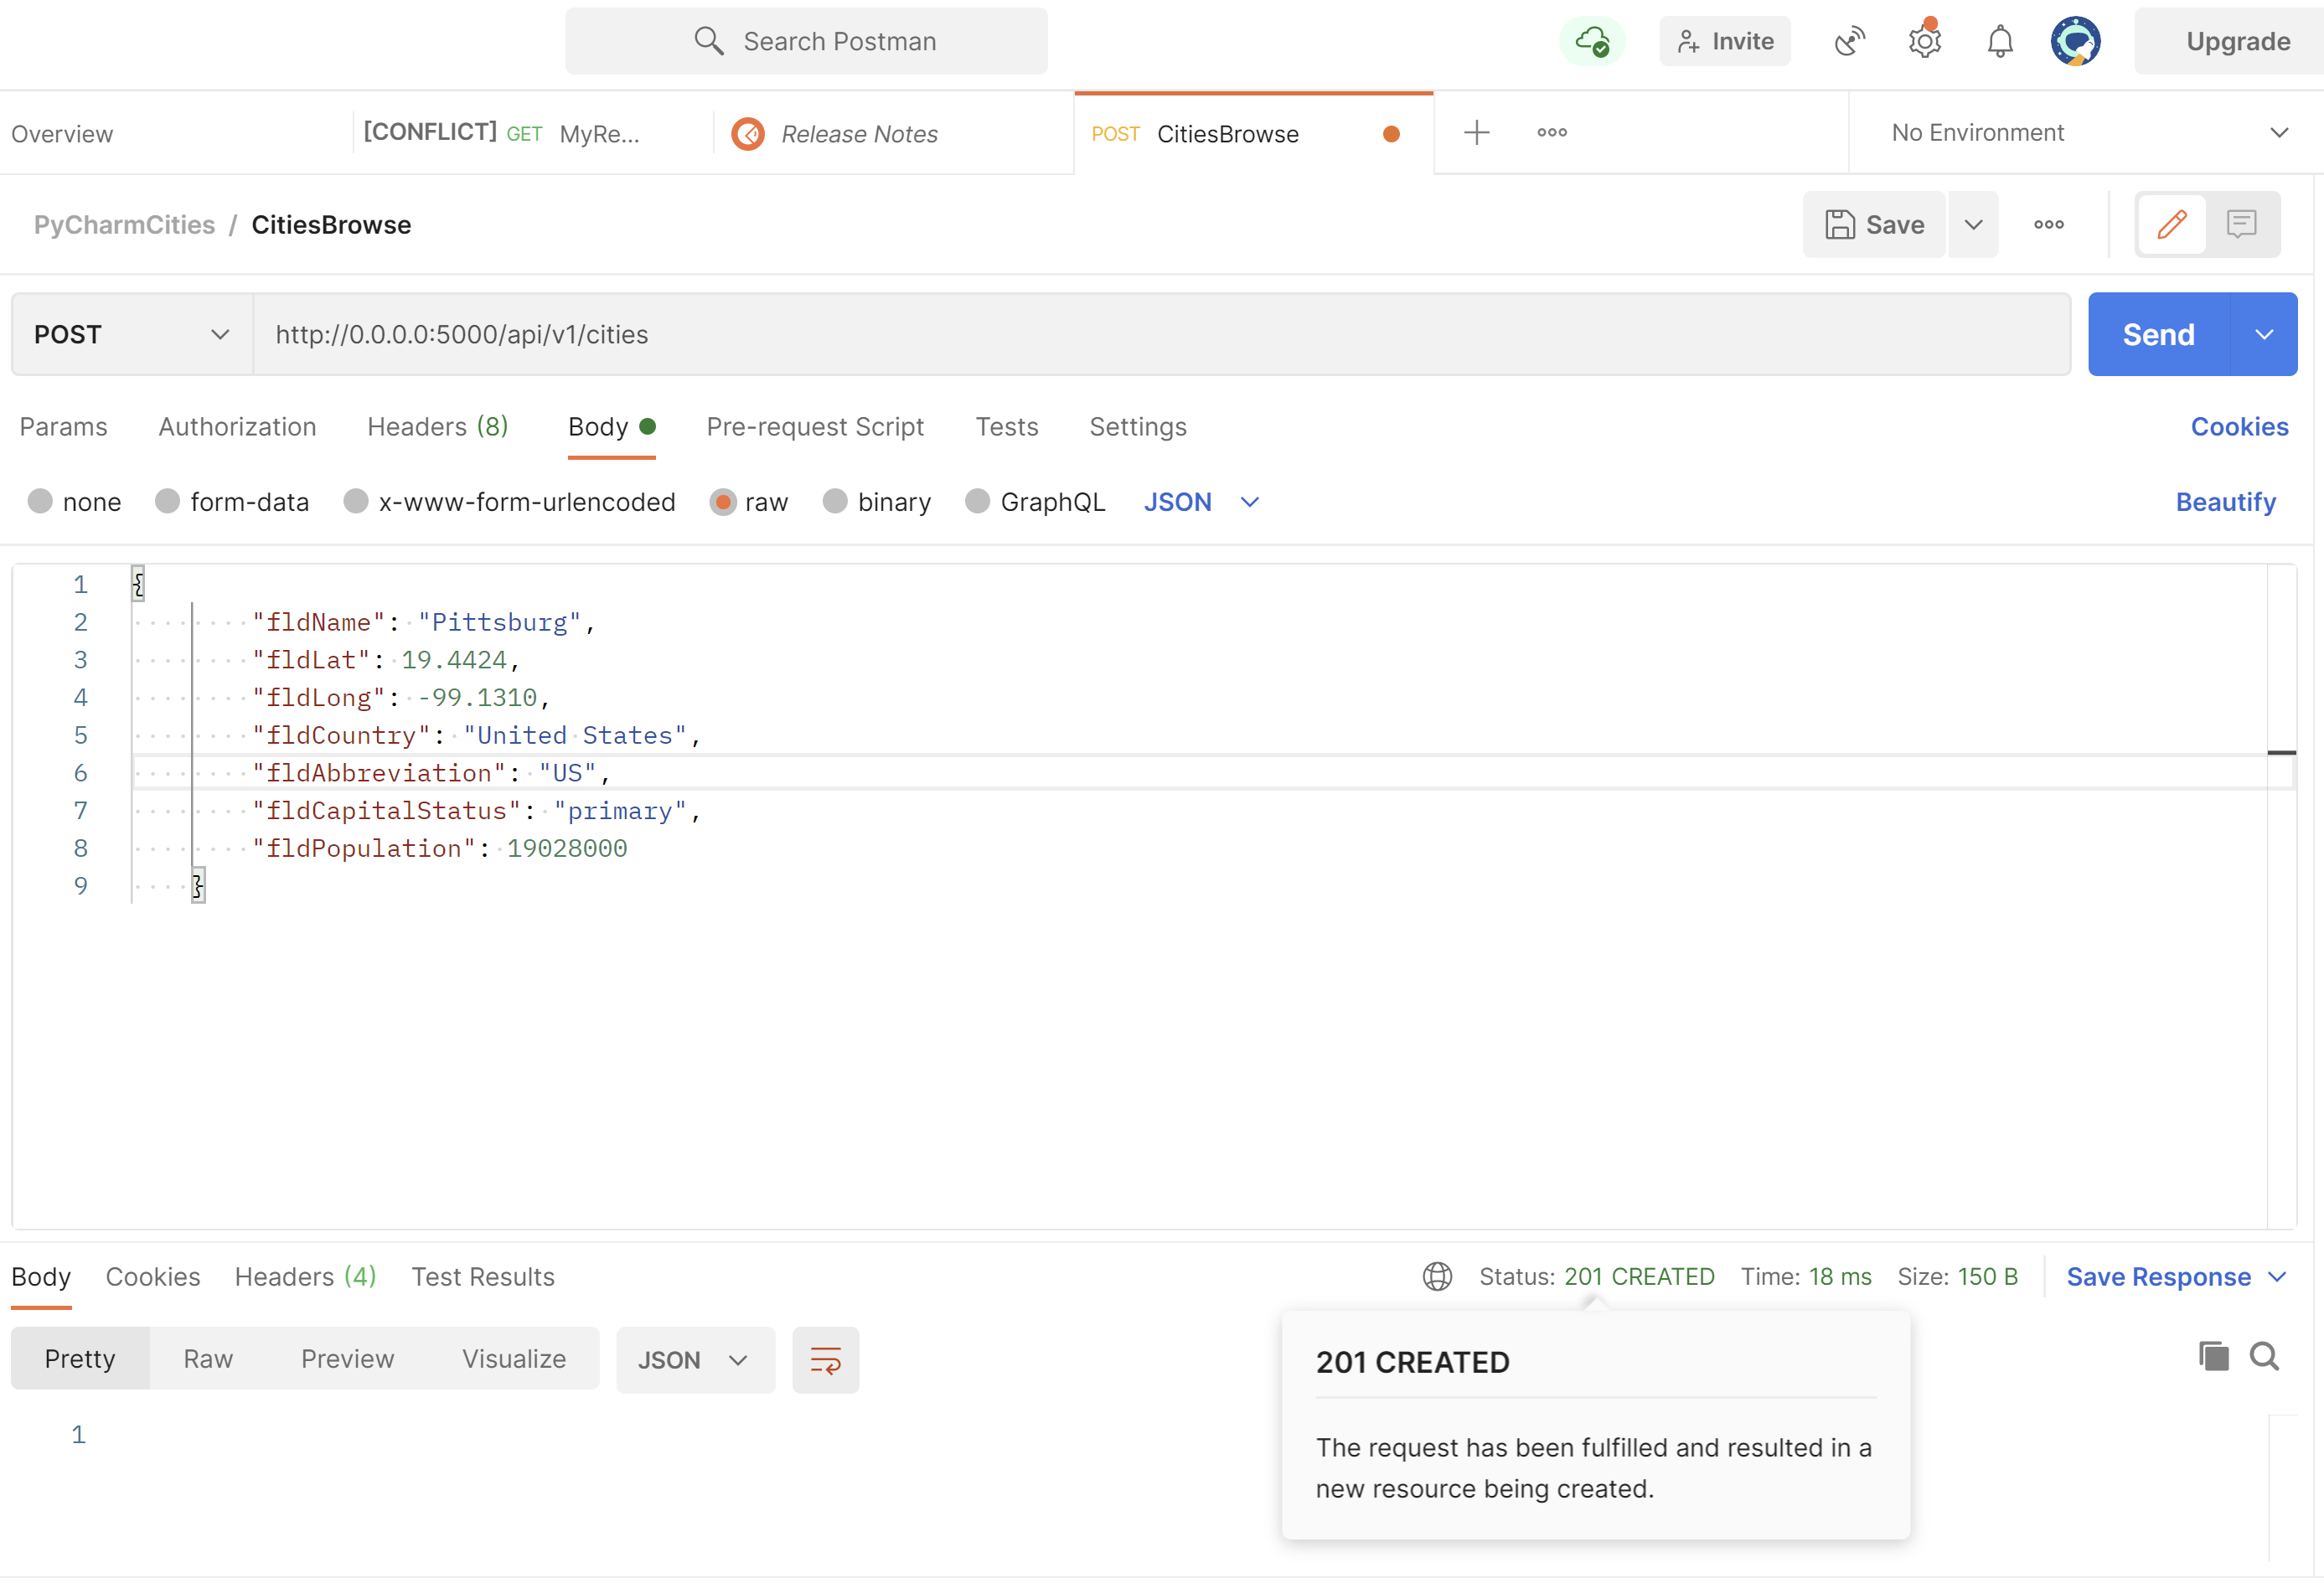 Search Postman
Invite
Upgrade
Overview
[CONFLICT] GET MyRe...
Release Notes
POST CitiesBrowse
No Environment
PyCharmCities / CitiesBrowse
Save
POST
http://0.0.0.0:5000/api/v1/cities
Send
Params Authorization Headers (8) Body Pre-request Script Tests Settings Cookies
none form-data x-www-form-urlencoded raw binary GraphQL JSON Beautify
1 {
2 "fldName": "Pittsburg",
3 "fldLat": 19.4424,
4 "fldLong": -99.1310,
5 "fldCountry": "United States",
6 "fldAbbreviation": "US",
7 "fldCapitalStatus": "primary",
8 "fldPopulation": 19028000
9 }
Body Cookies Headers (4) Test Results Status: 201 CREATED Time: 18 ms Size: 150 B Save Response
Pretty Raw Preview Visualize JSON
201 CREATED
1
The request has been fulfilled and resulted in a
new resource being created.